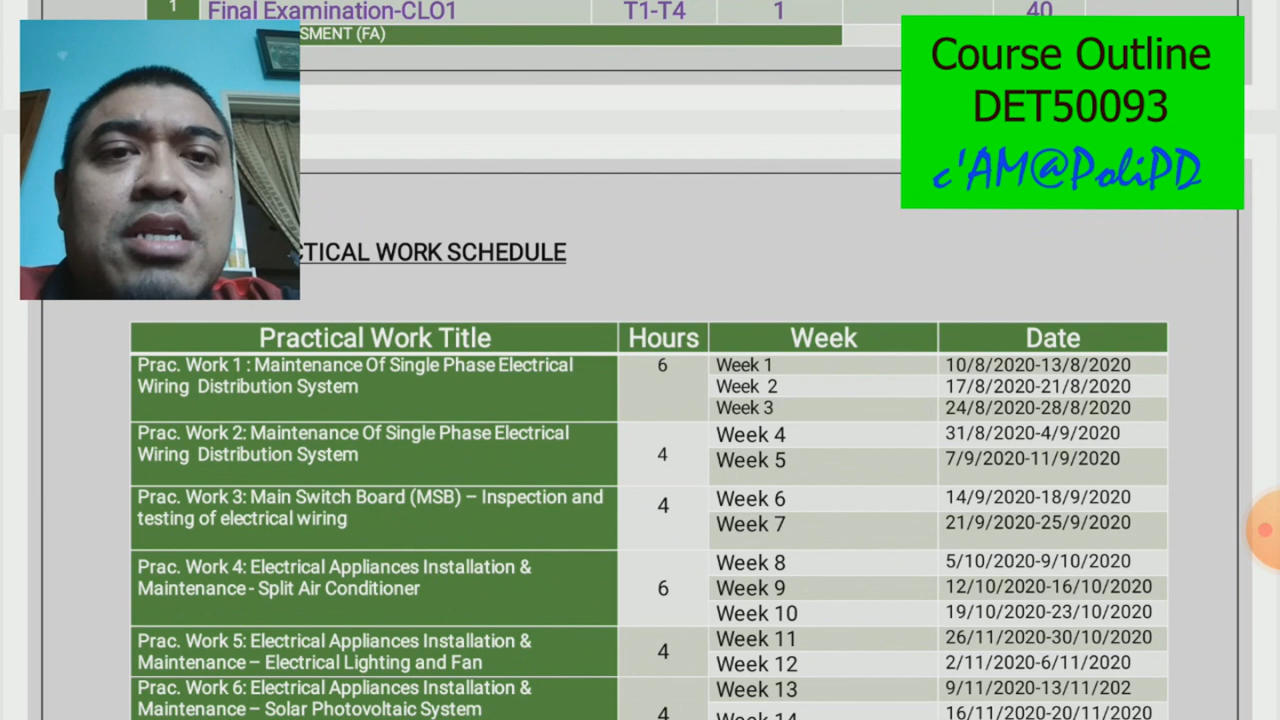 1 Final Examination-CLO1 T1-T4 1 40
SMENT (FA)
Course Outline
DET50093
c'AM@PoliPD
CTICAL WORK SCHEDULE
Practical Work Title Hours Week Date
Prac. Work 1 : Maintenance Of Single Phase Electrical 6 Week 1 10/8/2020-13/8/2020
Wiring Distribution System Week 2 17/8/2020-21/8/2020
Week 3 24/8/2020-28/8/2020
Prac. Work 2: Maintenance Of Single Phase Electrical Week 4 31/8/2020-4/9/2020
Wiring Distribution System 4 Week 5 7/9/2020-11/9/2020
Prac. Work 3: Main Switch Board (MSB) – Inspection and 4 Week 6 14/9/2020-18/9/2020
testing of electrical wiring Week 7 21/9/2020-25/9/2020
Prac. Work 4: Electrical Appliances Installation & Week 8 5/10/2020-9/10/2020
Maintenance - Split Air Conditioner 6 Week 9 12/10/2020-16/10/2020
Week 10 19/10/2020-23/10/2020
Prac. Work 5: Electrical Appliances Installation & Week 11 26/11/2020-30/10/2020
Maintenance – Electrical Lighting and Fan 4 Week 12 2/11/2020-6/11/2020
Prac. Work 6: Electrical Appliances Installation & Week 13 9/11/2020-13/11/202
Maintenance – Solar Photovoltaic System 4 Week 14 16/11/2020-20/11/2020